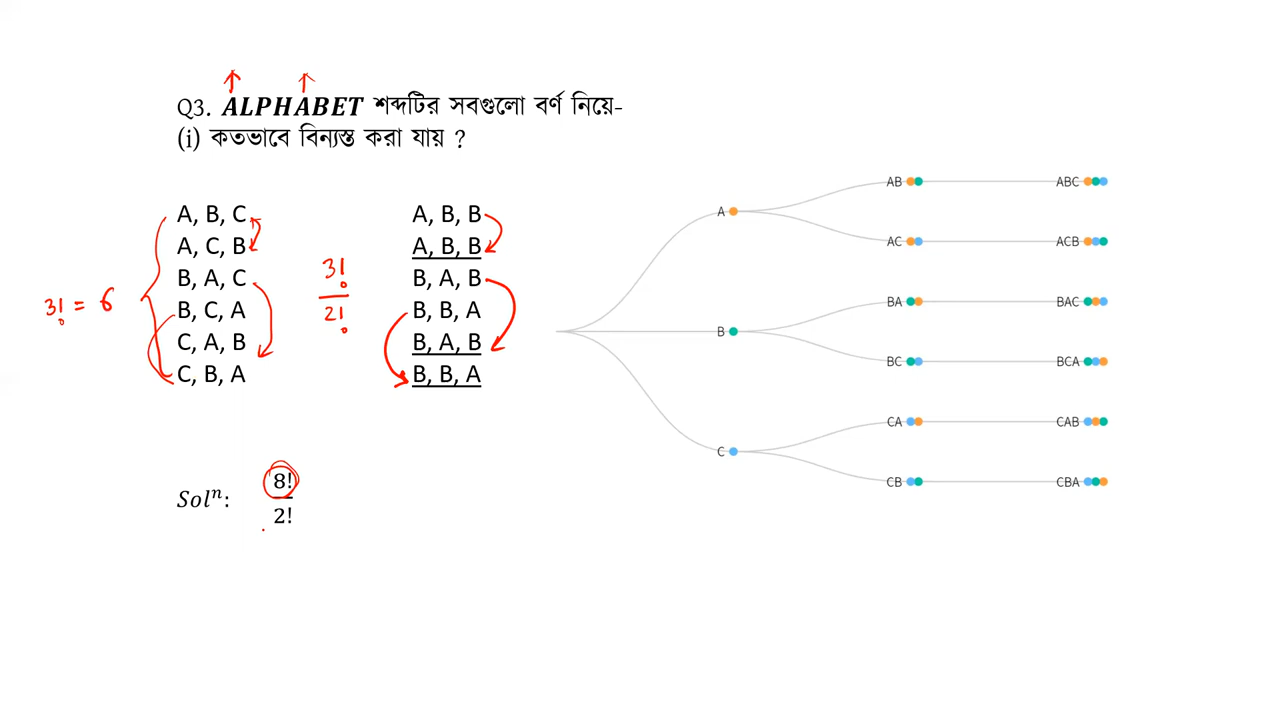 Q3. ALPHABET শব্দটির সবগুলো বর্ণ নিয়ে-
(i) কতভাবে বিন্যস্ত করা যায় ?
A, B, C
A, C, B
B, A, C
B, C, A
C, A, B
C, B, A
3! = 6
3!
2!
A, B, B
A, B, B
B, A, B
B, B, A
B, A, B
B, B, A
Solⁿ:
8!
2!
A
B
C
AB
AC
BA
BC
CA
CB
ABC
ACB
BAC
BCA
CAB
CBA